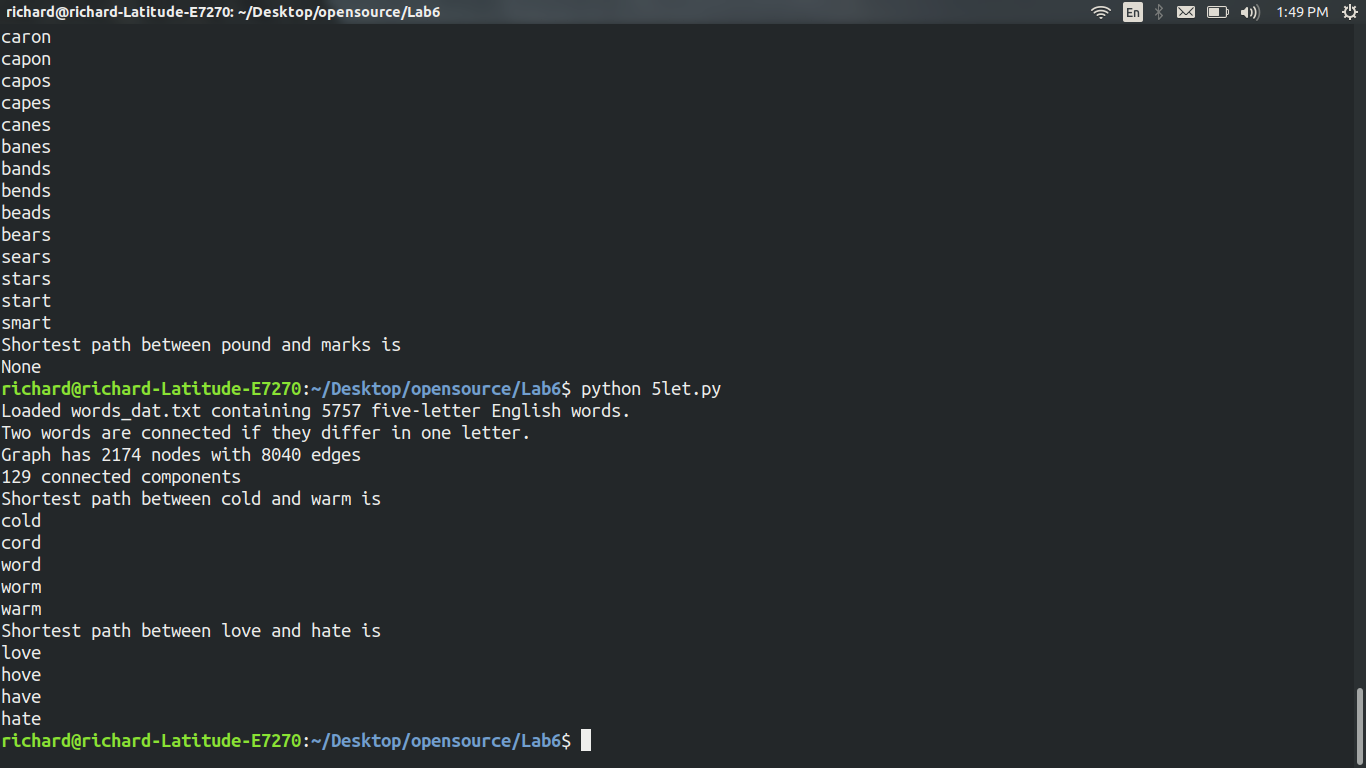 richard@richard-Latitude-E7270: ~/Desktop/opensource/Lab6 En 1:49 PM
caron
capon
capos
capes
canes
banes
bands
bends
beads
bears
sears
stars
start
smart
Shortest path between pound and marks is
None
richard@richard-Latitude-E7270:~/Desktop/opensource/Lab6$ python 5let.py
Loaded words_dat.txt containing 5757 five-letter English words.
Two words are connected if they differ in one letter.
Graph has 2174 nodes with 8040 edges
129 connected components
Shortest path between cold and warm is
cold
cord
word
worm
warm
Shortest path between love and hate is
love
hove
have
hate
richard@richard-Latitude-E7270:~/Desktop/opensource/Lab6$